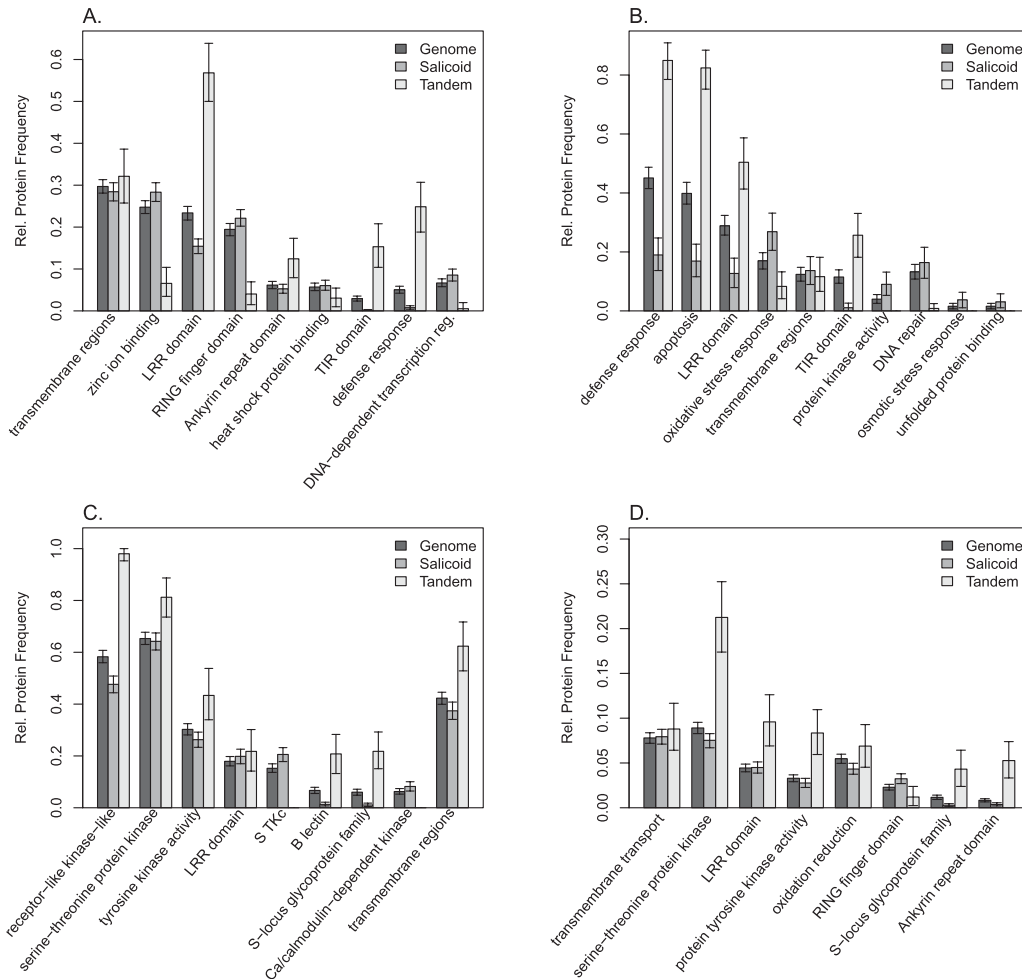 A.
Rel. Protein Frequency
0.0 0.1 0.2 0.3 0.4 0.5 0.6
Genome
Salicoid
Tandem
transmembrane regions
zinc ion binding
LRR domain
RING finger domain
Ankyrin repeat domain
heat shock protein binding
TIR domain
defense response
DNA−dependent transcription reg.
B.
Rel. Protein Frequency
0.0 0.2 0.4 0.6 0.8
Genome
Salicoid
Tandem
defense response
apoptosis
LRR domain
oxidative stress response
transmembrane regions
TIR domain
protein kinase activity
DNA repair
osmotic stress response
unfolded protein binding
C.
Rel. Protein Frequency
0.0 0.2 0.4 0.6 0.8 1.0
Genome
Salicoid
Tandem
receptor−like kinase−like
serine−threonine protein kinase
tyrosine kinase activity
LRR domain
S TKc
B lectin
S−locus glycoprotein family
Ca/calmodulin−dependent kinase
transmembrane regions
D.
Rel. Protein Frequency
0.00 0.05 0.10 0.15 0.20 0.25 0.30
Genome
Salicoid
Tandem
transmembrane transport
serine−threonine protein kinase
LRR domain
protein tyrosine kinase activity
oxidation reduction
RING finger domain
S−locus glycoprotein family
Ankyrin repeat domain